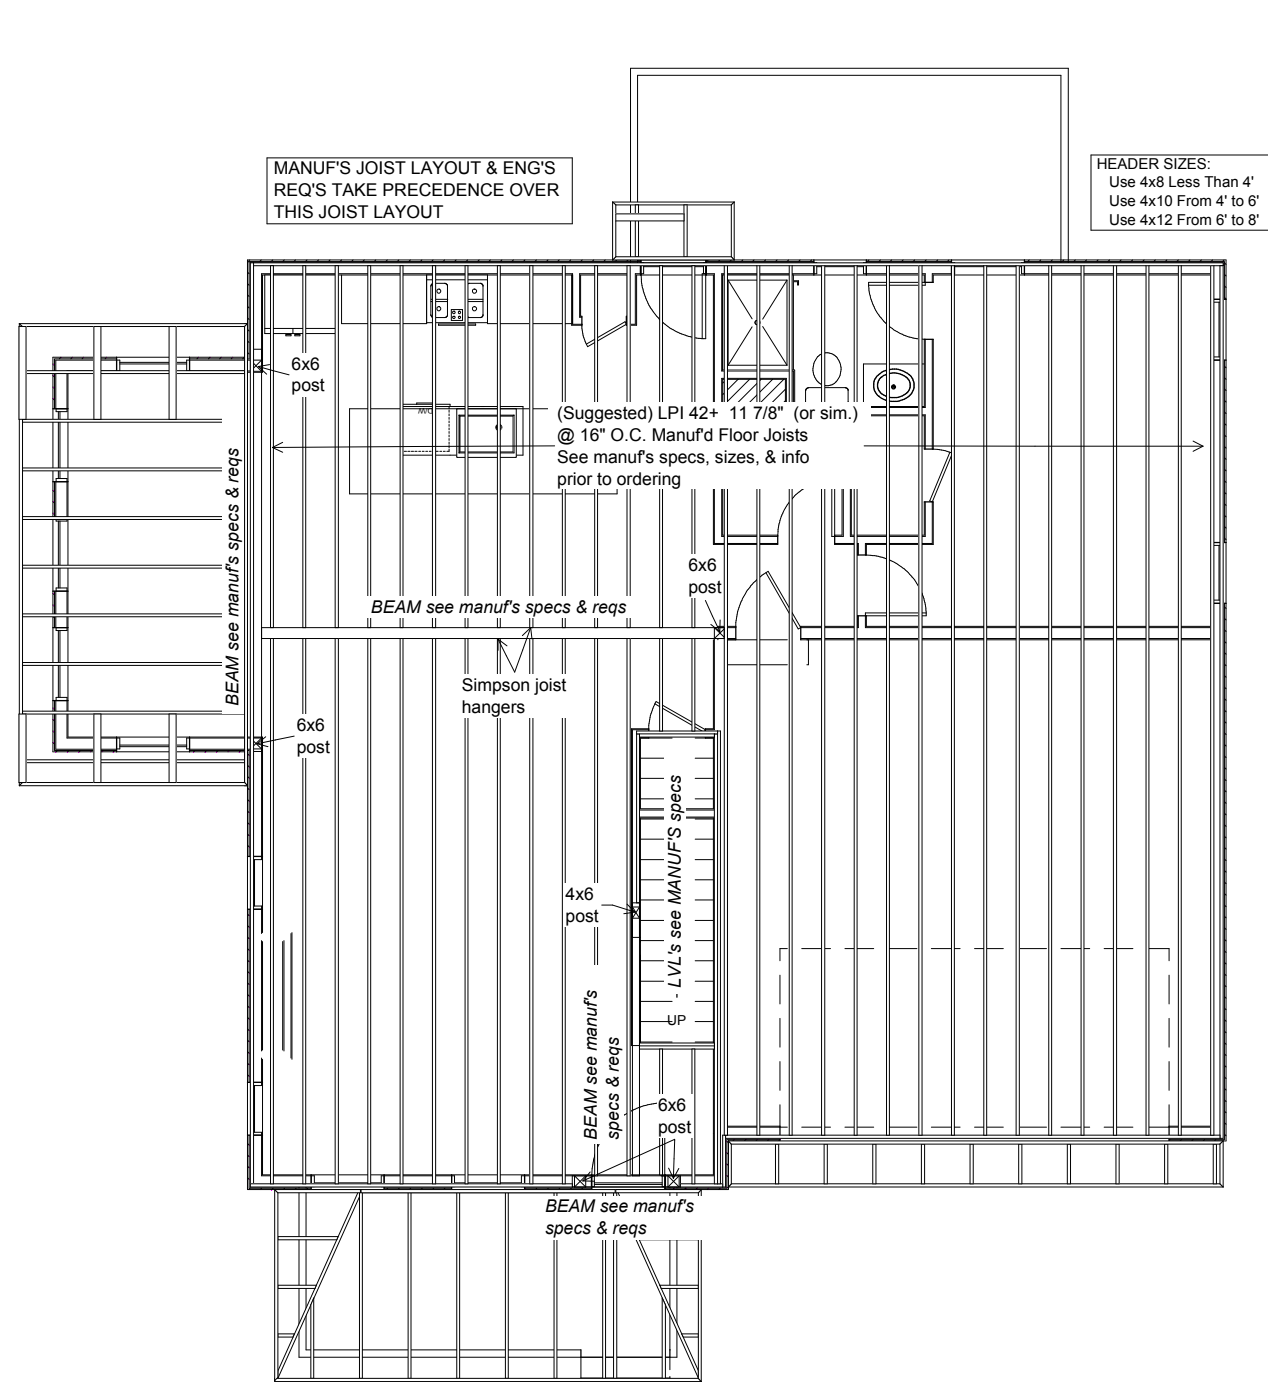 MANUF'S JOIST LAYOUT & ENG'S
REQ'S TAKE PRECEDENCE OVER
THIS JOIST LAYOUT
HEADER SIZES:
Use 4x8 Less Than 4'
Use 4x10 From 4' to 6'
Use 4x12 From 6' to 8'
6x6
post
(Suggested) LPI 42+ 11 7/8" (or sim.)
@ 16" O.C. Manuf'd Floor Joists
See manuf's specs, sizes, & info
prior to ordering
BEAM see manuf's specs & reqs
6x6
post
BEAM see manuf's specs & reqs
Simpson joist
hangers
6x6
post
LVL's see MANUF'S specs
4x6
post
UP
BEAM see manuf's
specs & reqs
6x6
post
BEAM see manuf's
specs & reqs